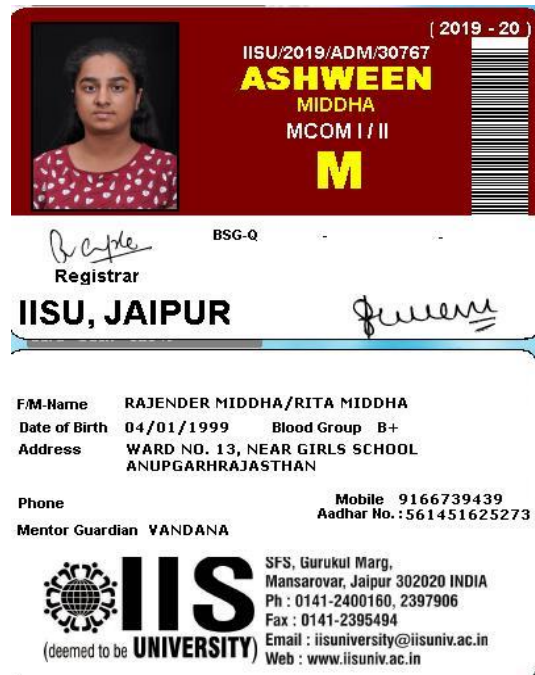 ( 2019 - 20 )
IISU/2019/ADM/30767
ASHWEEN
MIDDHA
MCOM I / II
M
BSG-Q - -
Registrar
IISU, JAIPUR
F/M-Name RAJENDER MIDDHA/RITA MIDDHA
Date of Birth 04/01/1999 Blood Group B+
Address WARD NO. 13, NEAR GIRLS SCHOOL
ANUPGARHRAJASTHAN
Phone Mobile 9166739439
Aadhar No. : 561451625273
Mentor Guardian VANDANA
IIS
(deemed to be UNIVERSITY)
SFS, Gurukul Marg,
Mansarovar, Jaipur 302020 INDIA
Ph : 0141-2400160, 2397906
Fax : 0141-2395494
Email : iisuniversity@iisuniv.ac.in
Web : www.iisuniv.ac.in